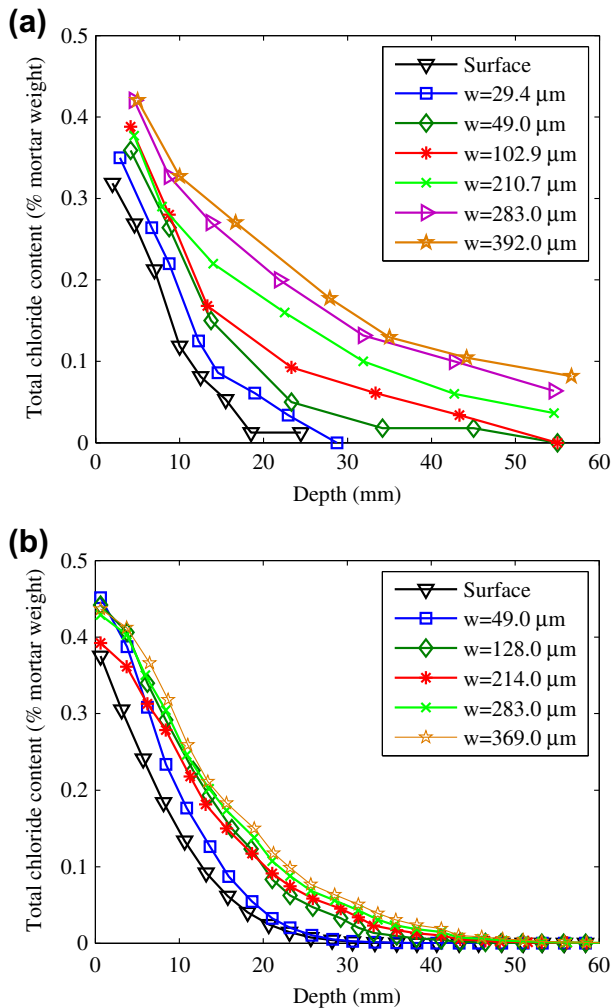 (a)
0.5
0.4
0.3
0.2
0.1
0
Total chloride content (% mortar weight)
Surface
w=29.4 µm
w=49.0 µm
w=102.9 µm
w=210.7 µm
w=283.0 µm
w=392.0 µm
0 10 20 30 40 50 60
Depth (mm)
(b)
0.5
0.4
0.3
0.2
0.1
0
Total chloride content (% mortar weight)
Surface
w=49.0 µm
w=128.0 µm
w=214.0 µm
w=283.0 µm
w=369.0 µm
0 10 20 30 40 50 60
Depth (mm)